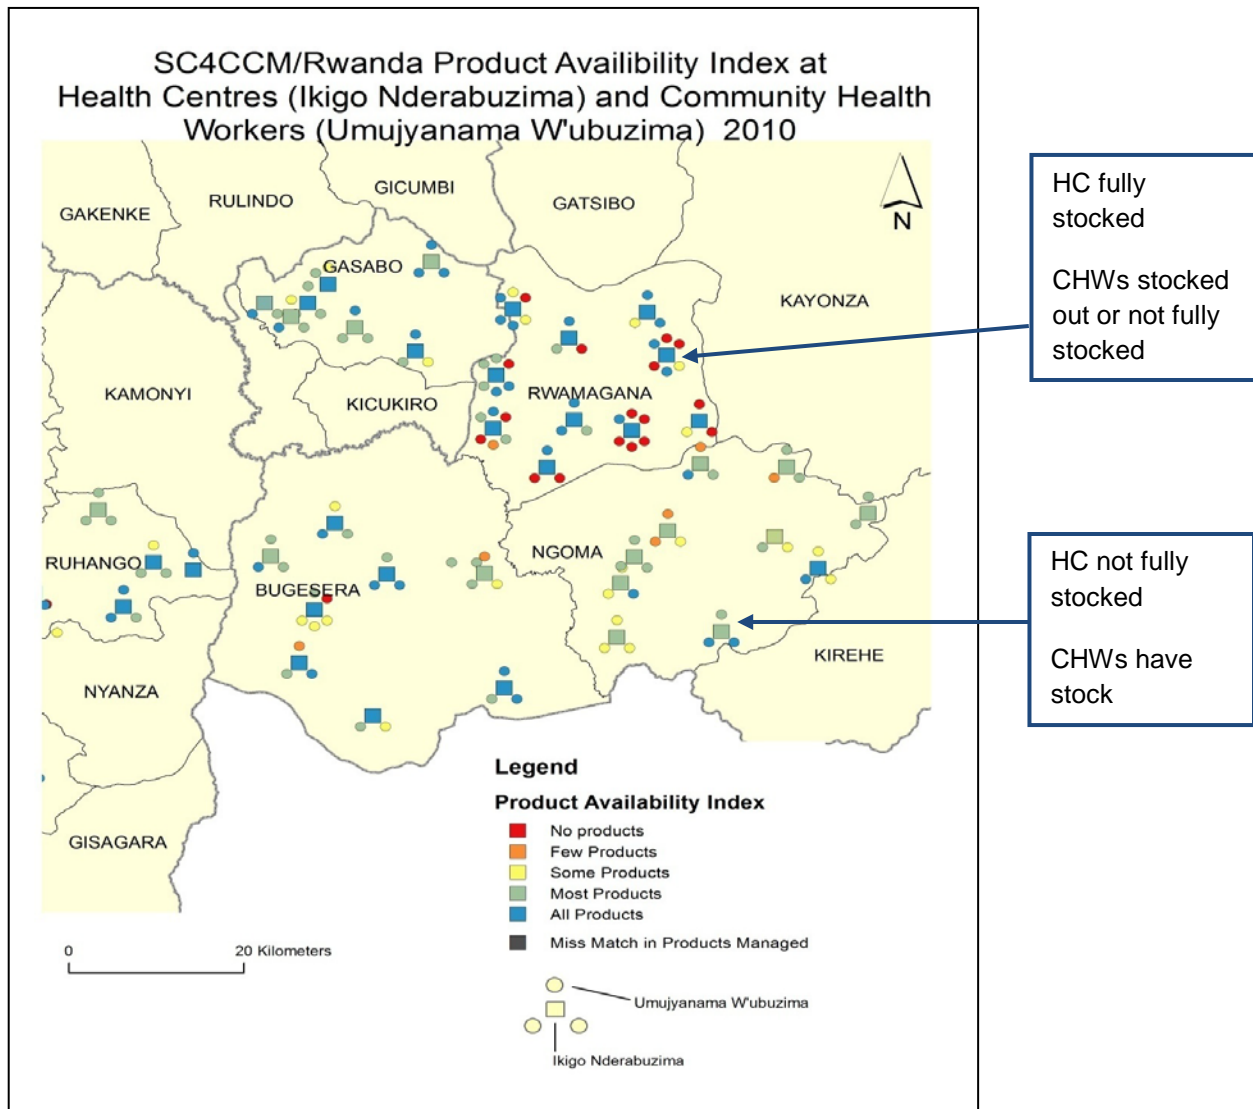 SC4CCM/Rwanda Product Availibility Index at
Health Centres (Ikigo Nderabuzima) and Community Health
Workers (Umujyanama W'ubuzima) 2010
GICUMBI
RULINDO
GATSIBO
GAKENKE
N
GASABO
KAYONZA
KAMONYI
KICUKIRO
RWAMAGANA
RUHANGO
NGOMA
BUGESERA
KIREHE
NYANZA
GISAGARA
HC fully
stocked
CHWs stocked
out or not fully
stocked
HC not fully
stocked
CHWs have
stock
Legend
Product Availability Index
No products
Few Products
Some Products
Most Products
All Products
Miss Match in Products Managed
0 20 Kilometers
Umujyanama W'ubuzima
Ikigo Nderabuzima